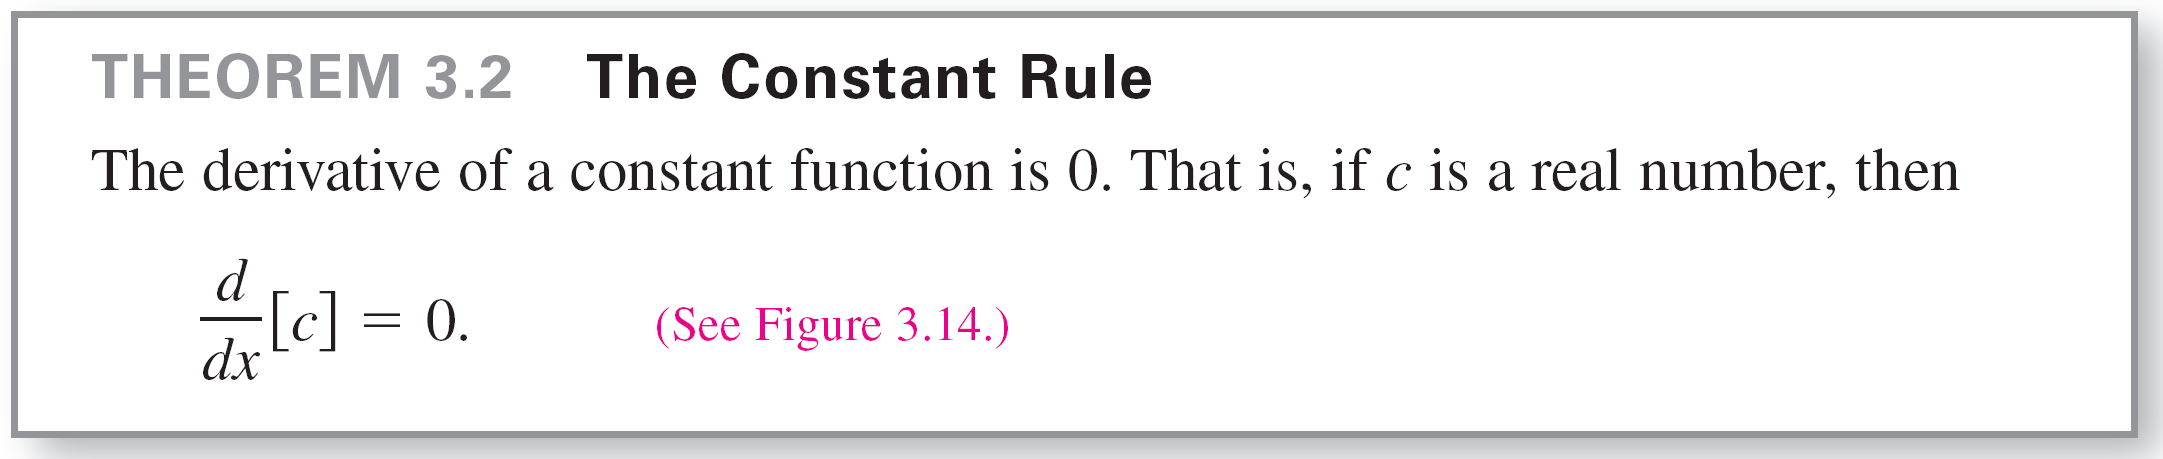 THEOREM 3.2 The Constant Rule
The derivative of a constant function is 0. That is, if c is a real number, then
d/dx [c] = 0. (See Figure 3.14.)